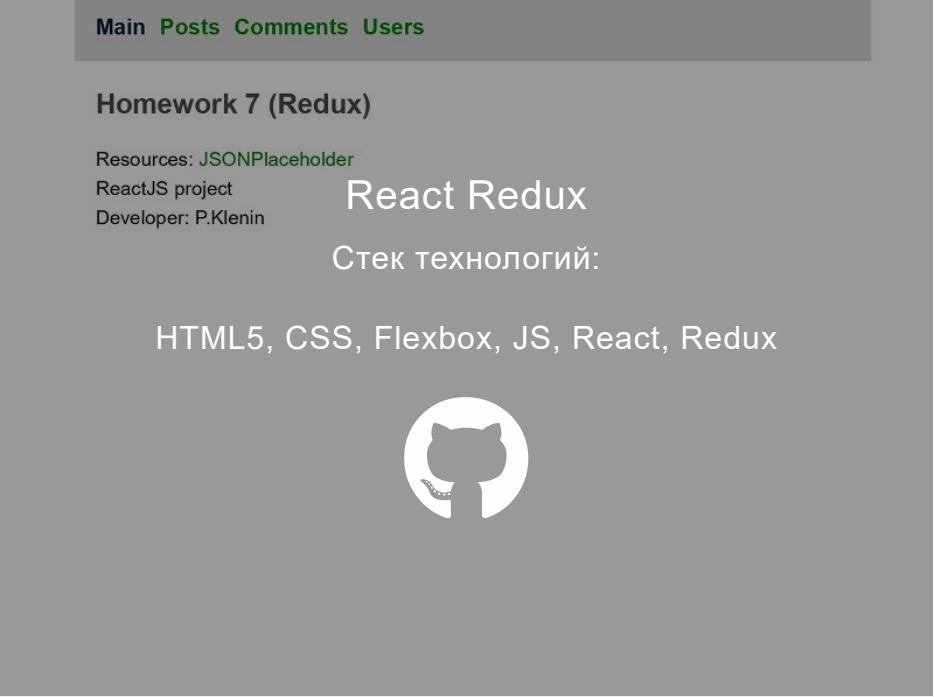 Main Posts Comments Users
Homework 7 (Redux)
Resources: JSONPlaceholder
ReactJS project
Developer: P.Klenin
React Redux
Стек технологий:
HTML5, CSS, Flexbox, JS, React, Redux